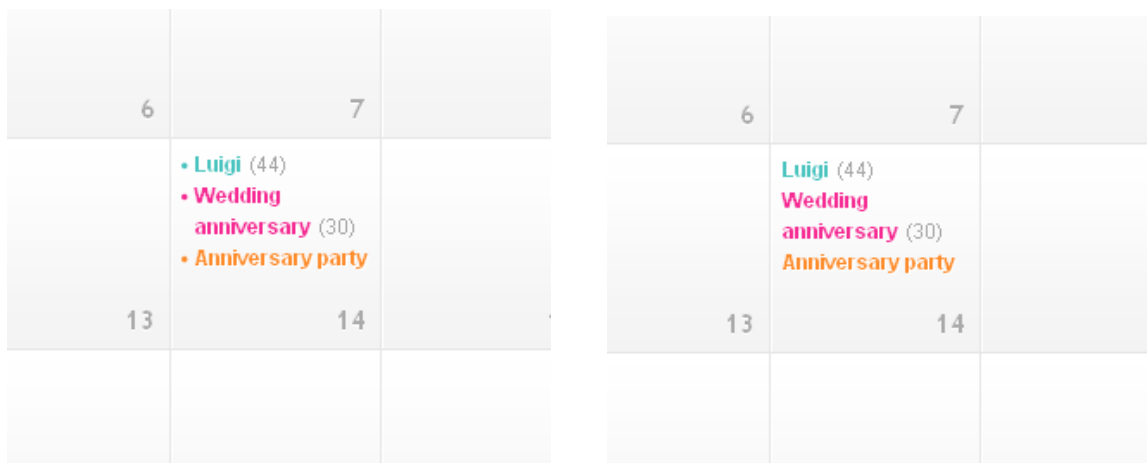 6 7
• Luigi (44)
• Wedding
anniversary (30)
• Anniversary party
13 14
6 7
Luigi (44)
Wedding
anniversary (30)
Anniversary party
13 14